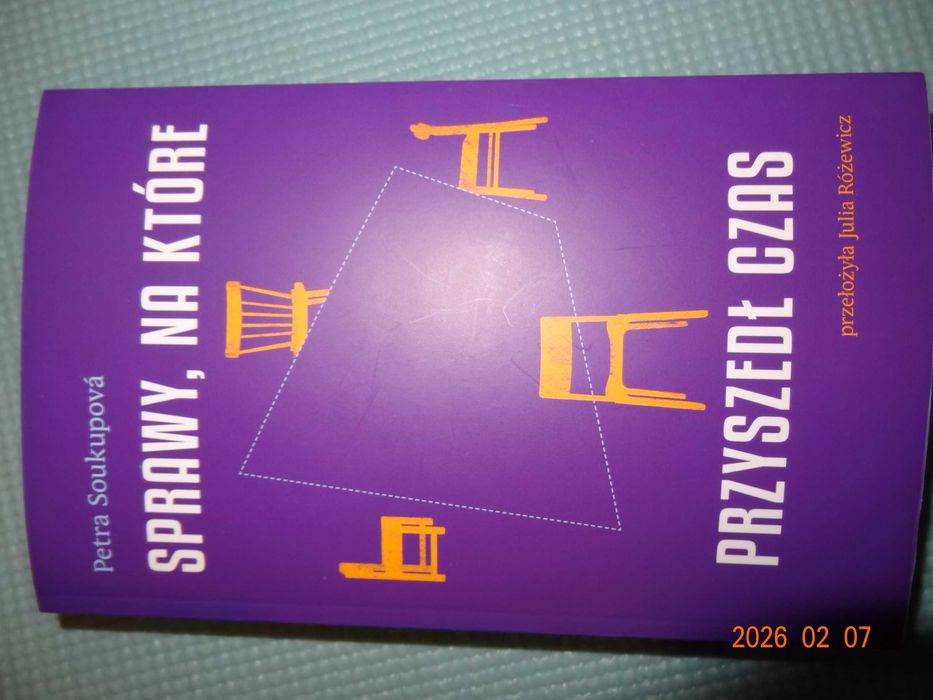 Petra Soukupová
SPRAWY, NA KTÓRE
PRZYSZEDŁ CZAS
przełożyła Julia Różewicz
2026 02 07